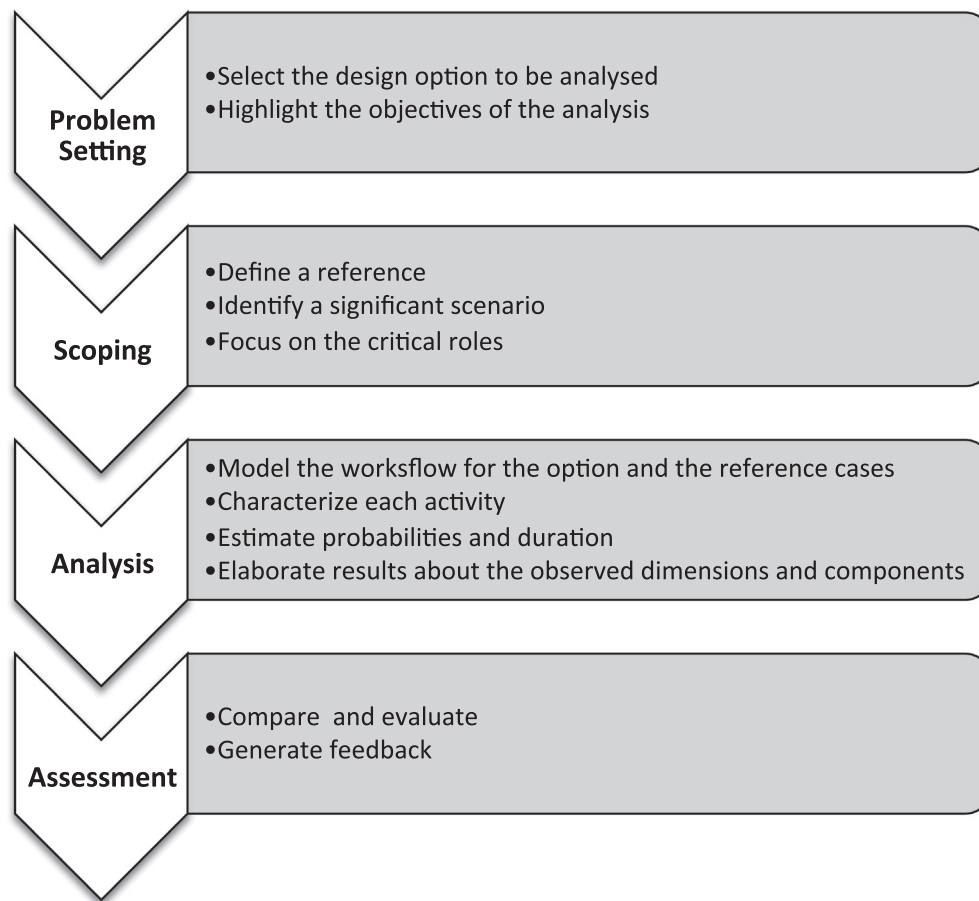 Problem
Setting
•Select the design option to be analysed
•Highlight the objectives of the analysis
Scoping
•Define a reference
•Identify a significant scenario
•Focus on the critical roles
Analysis
•Model the worksflow for the option and the reference cases
•Characterize each activity
•Estimate probabilities and duration
•Elaborate results about the observed dimensions and components
Assessment
•Compare  and evaluate
•Generate feedback